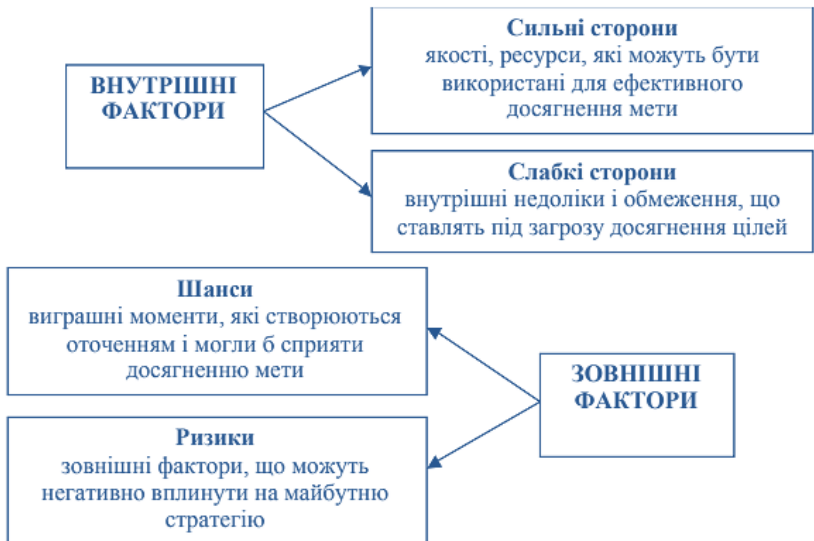 ВНУТРІШНІ
ФАКТОРИ
Сильні сторони
якості, ресурси, які можуть бути
використані для ефективного
досягнення мети
Слабкі сторони
внутрішні недоліки і обмеження, що
ставлять під загрозу досягнення цілей
Шанси
виграшні моменти, які створюються
оточенням і могли б сприяти
досягненню мети
ЗОВНІШНІ
ФАКТОРИ
Ризики
зовнішні фактори, що можуть
негативно вплинути на майбутню
стратегію